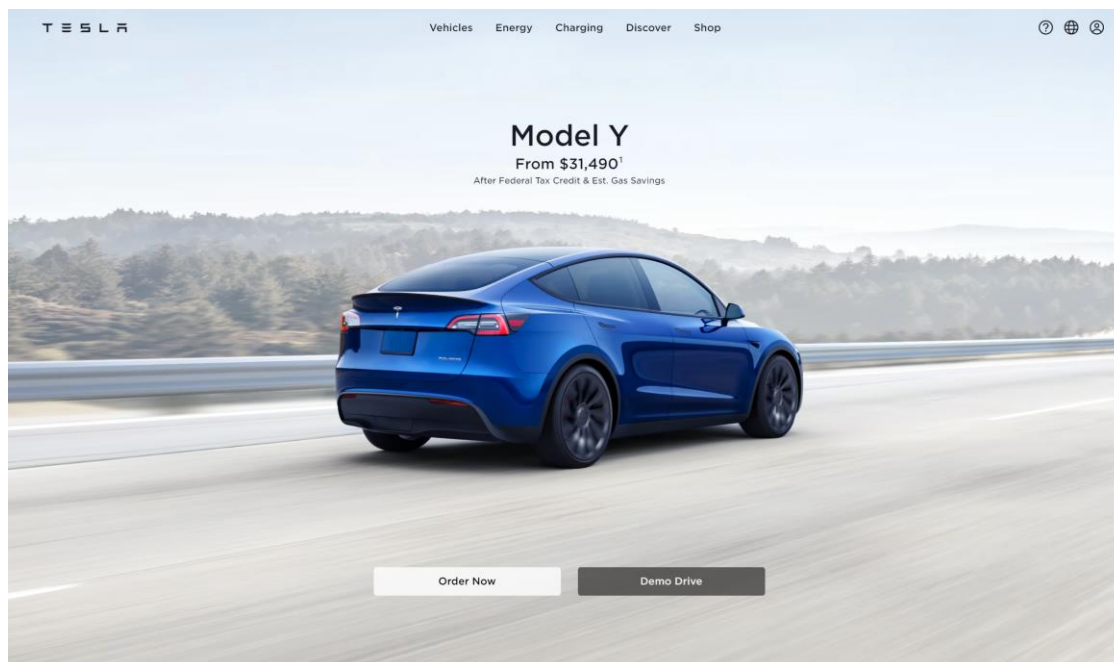 TESLA
Vehicles Energy Charging Discover Shop
Model Y
From $31,490¹
After Federal Tax Credit & Est. Gas Savings
Order Now
Demo Drive